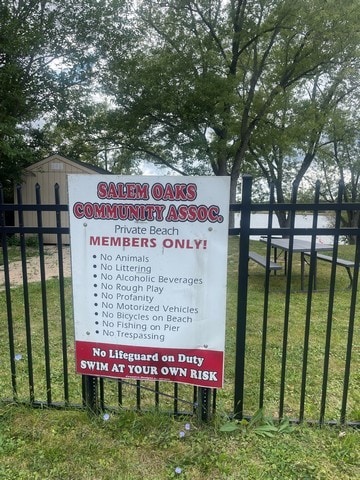 SALEM OAKS
COMMUNITY ASSOC.
Private Beach
MEMBERS ONLY!
• No Animals
• No Littering
• No Alcoholic Beverages
• No Rough Play
• No Profanity
• No Motorized Vehicles
• No Bicycles on Beach
• No Fishing on Pier
• No Trespassing
No Lifeguard on Duty
SWIM AT YOUR OWN RISK